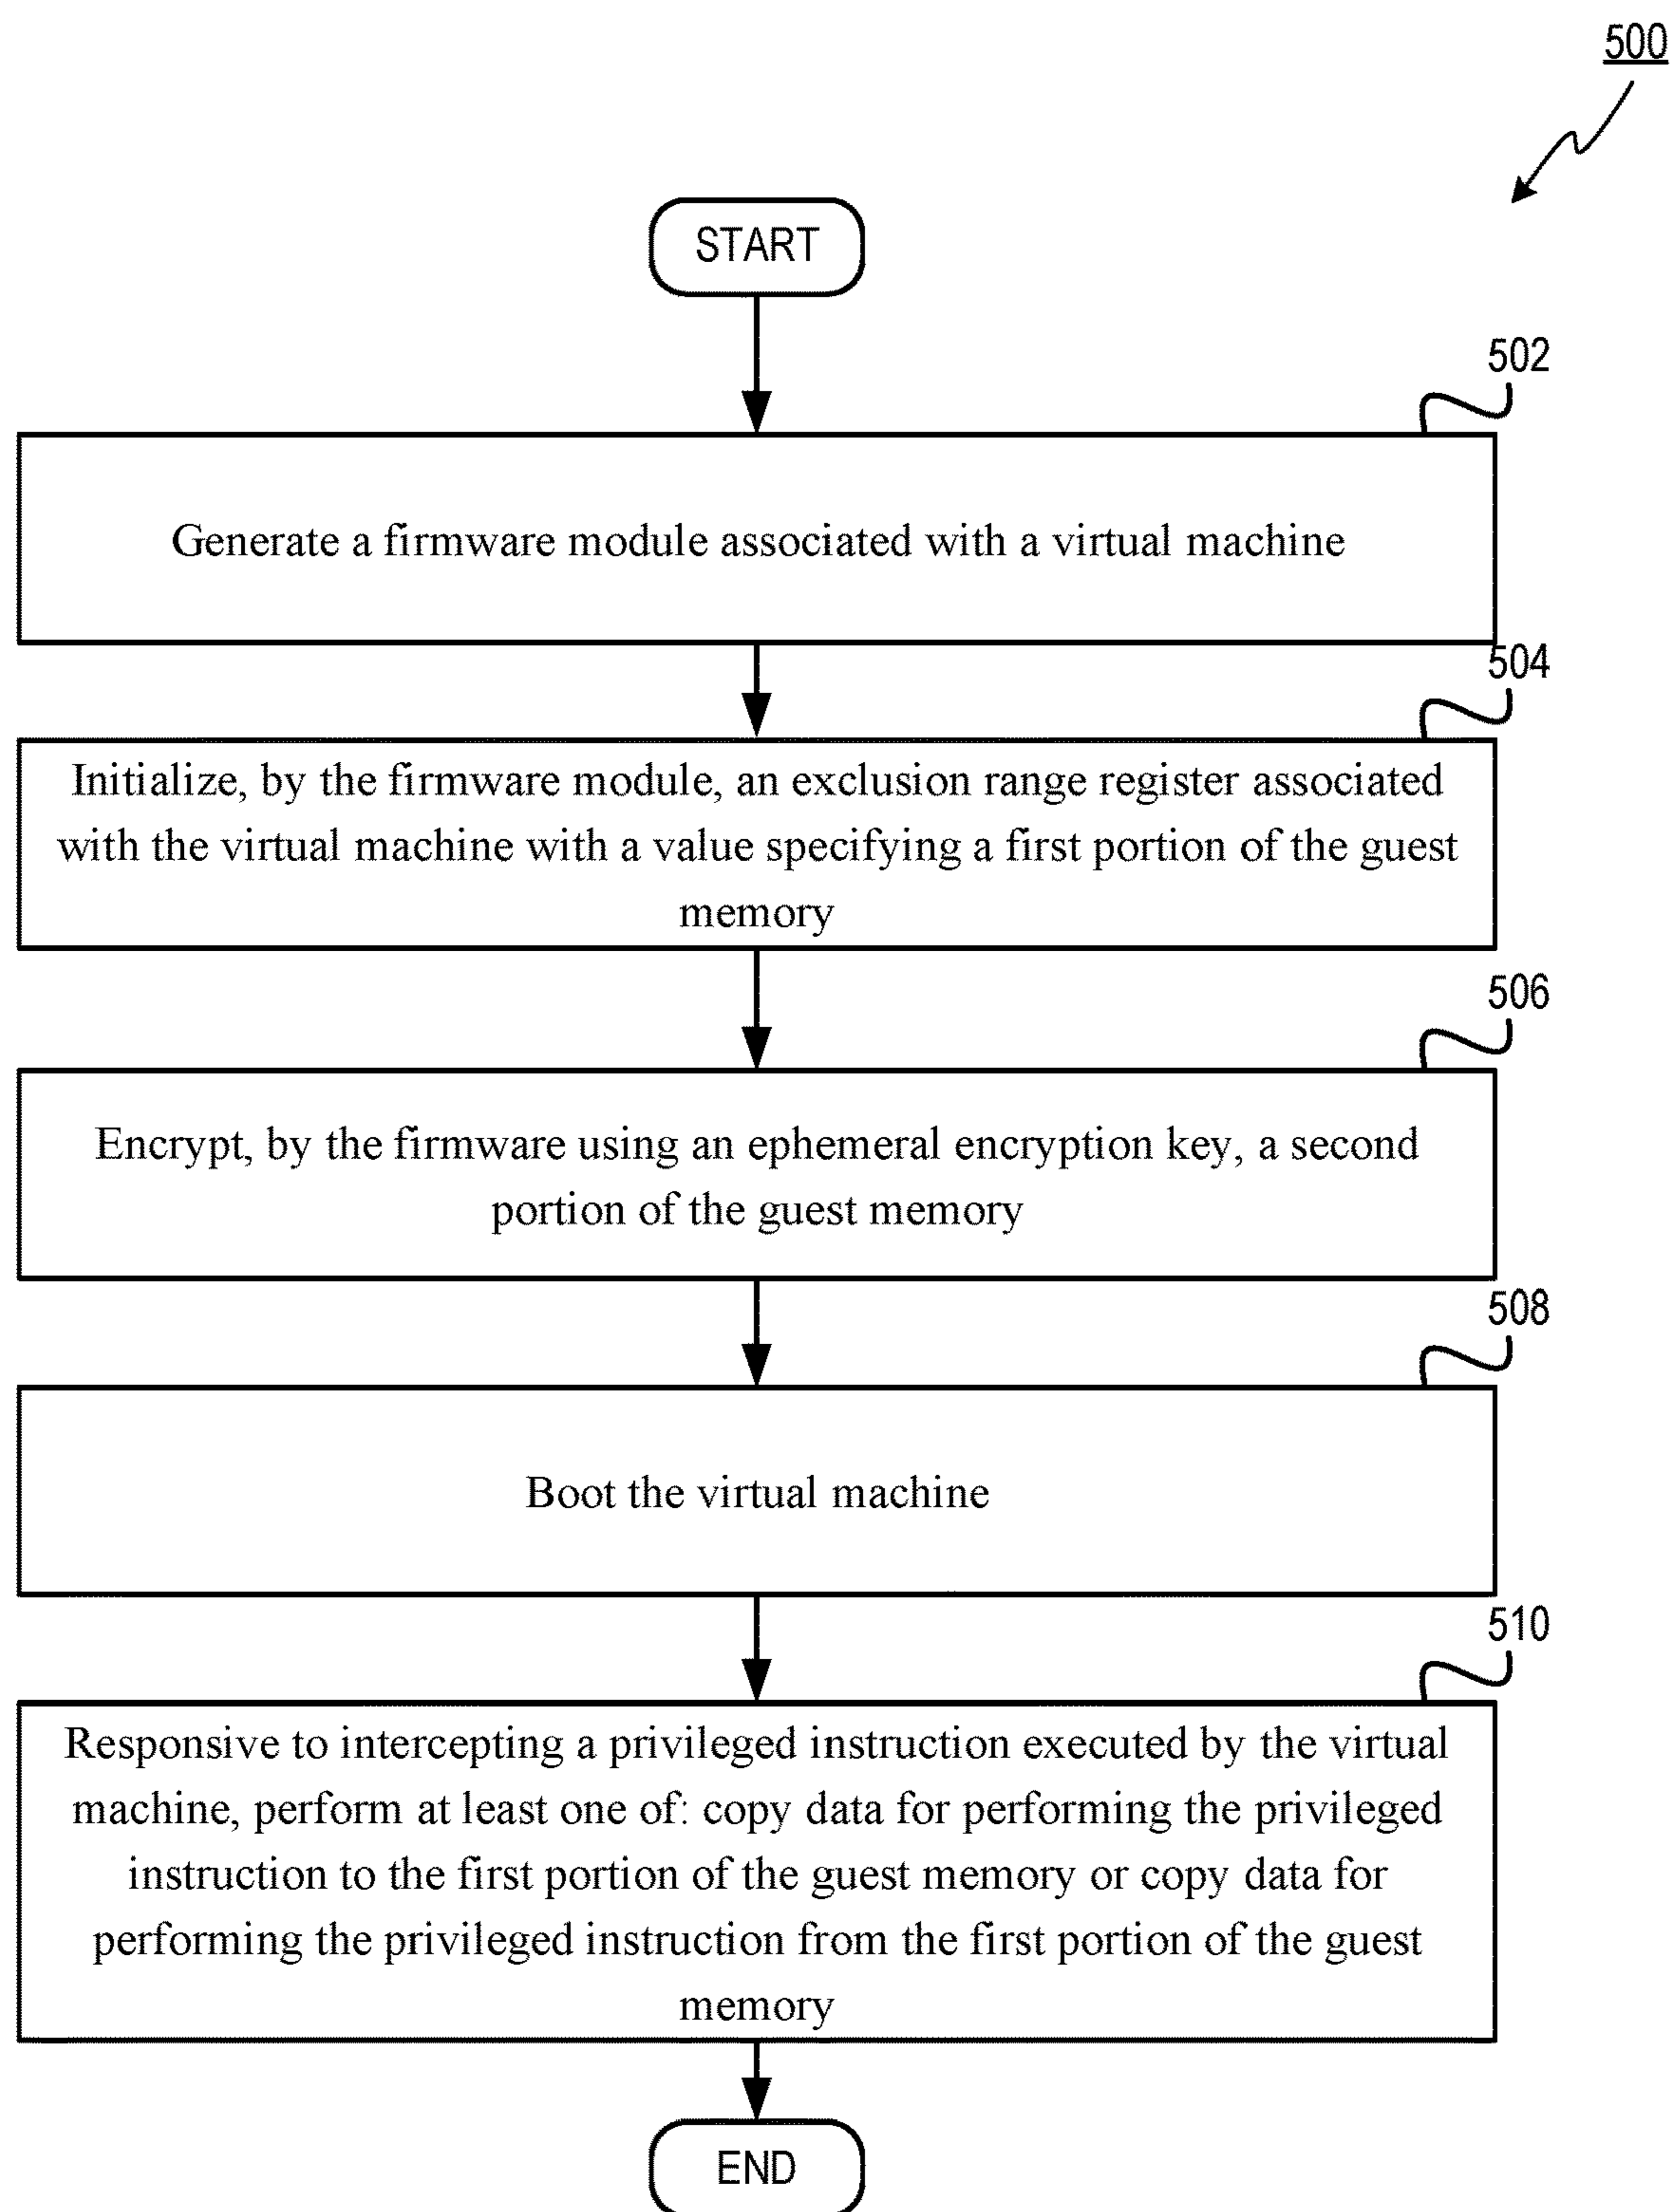 500
START
502
Generate a firmware module associated with a virtual machine
504
Initialize, by the firmware module, an exclusion range register associated
with the virtual machine with a value specifying a first portion of the guest
memory
506
Encrypt, by the firmware using an ephemeral encryption key, a second
portion of the guest memory
508
Boot the virtual machine
510
Responsive to intercepting a privileged instruction executed by the virtual
machine, perform at least one of: copy data for performing the privileged
instruction to the first portion of the guest memory or copy data for
performing the privileged instruction from the first portion of the guest
memory
END